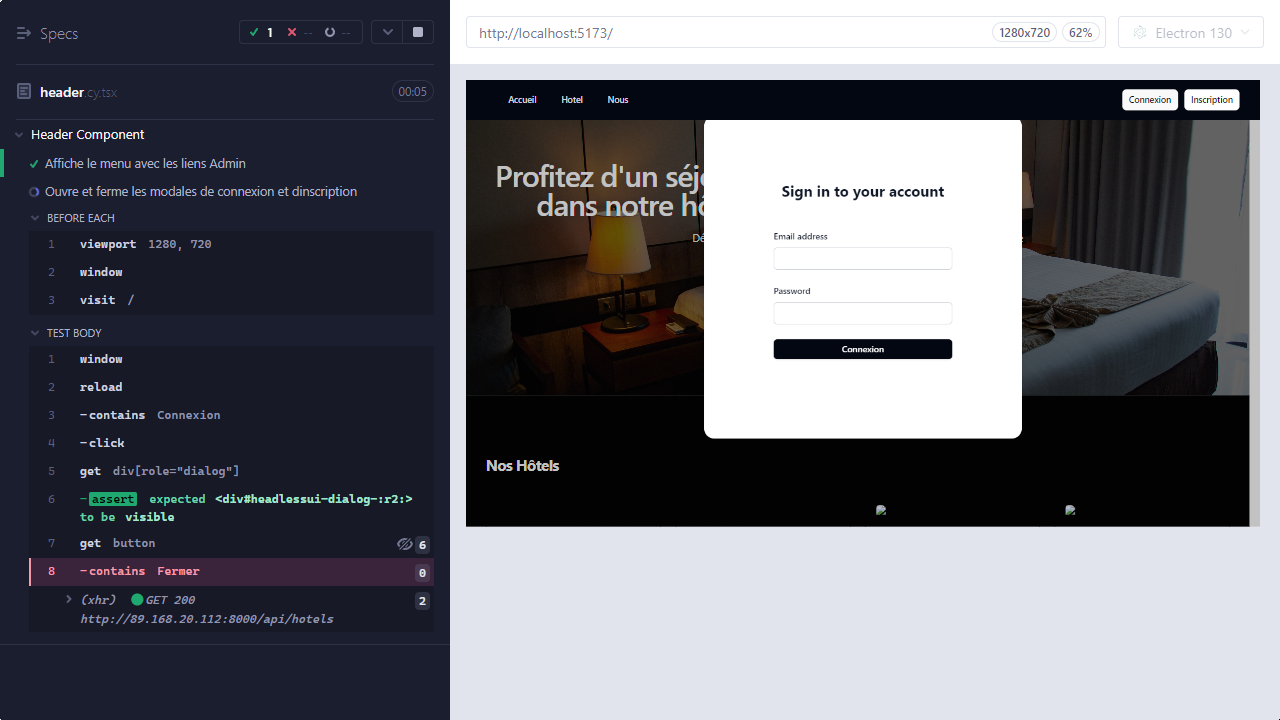 Specs
1
--
--
http://localhost:5173/
1280x720
62%
Electron 130
header.cy.tsx
00:05
Header Component
Affiche le menu avec les liens Admin
Ouvre et ferme les modales de connexion et dinscription
BEFORE EACH
1 viewport 1280, 720
2 window
3 visit /
TEST BODY
1 window
2 reload
3 -contains Connexion
4 -click
5 get div[role="dialog"]
6 -assert expected <div#headlessui-dialog-:r2:>
to be visible
7 get button 6
8 -contains Fermer 0
(xhr) GET 200 2
http://89.168.20.112:8000/api/hotels
Accueil Hotel Nous Connexion Inscription
Profitez d'un séjo
dans notre hô
Dé
Sign in to your account
Email address
Password
Connexion
Nos Hôtels